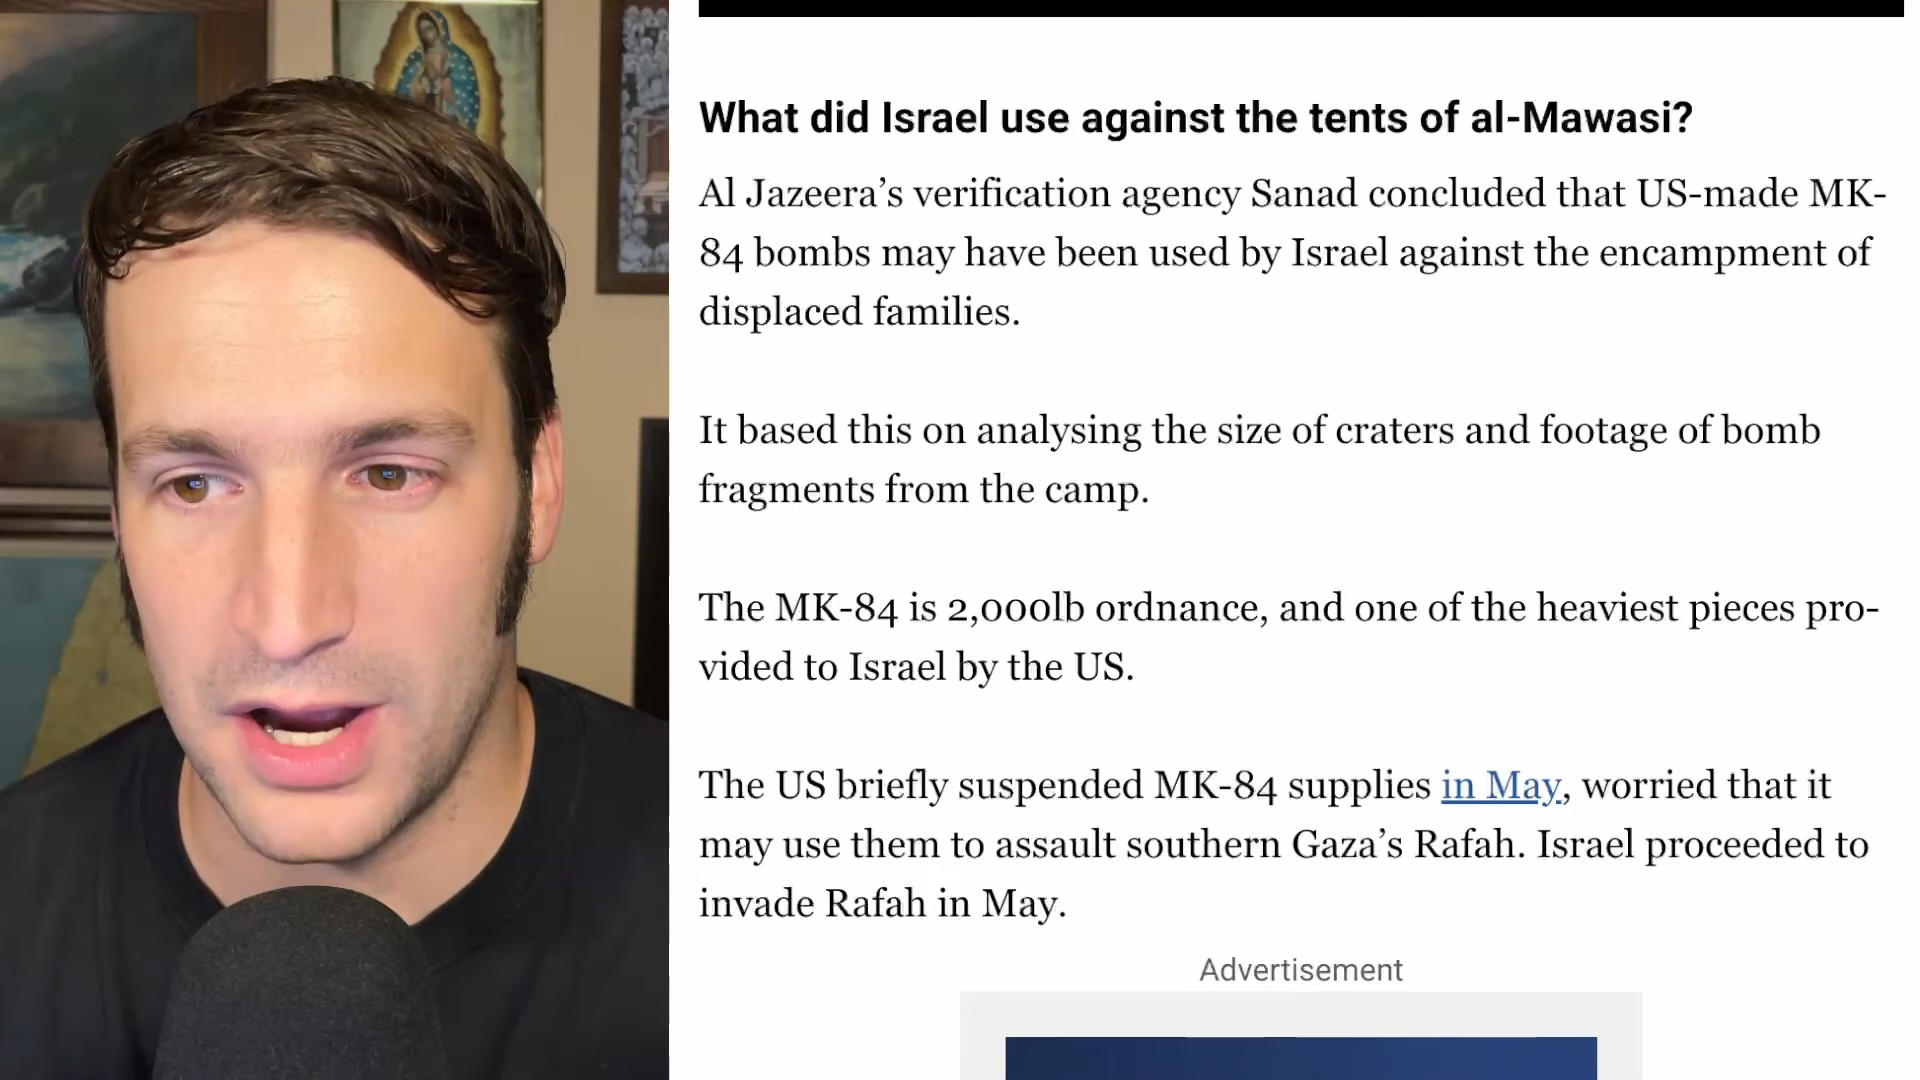 What did Israel use against the tents of al-Mawasi?
Al Jazeera’s verification agency Sanad concluded that US-made MK-
84 bombs may have been used by Israel against the encampment of
displaced families.
It based this on analysing the size of craters and footage of bomb
fragments from the camp.
The MK-84 is 2,000lb ordnance, and one of the heaviest pieces pro-
vided to Israel by the US.
The US briefly suspended MK-84 supplies in May, worried that it
may use them to assault southern Gaza’s Rafah. Israel proceeded to
invade Rafah in May.
Advertisement